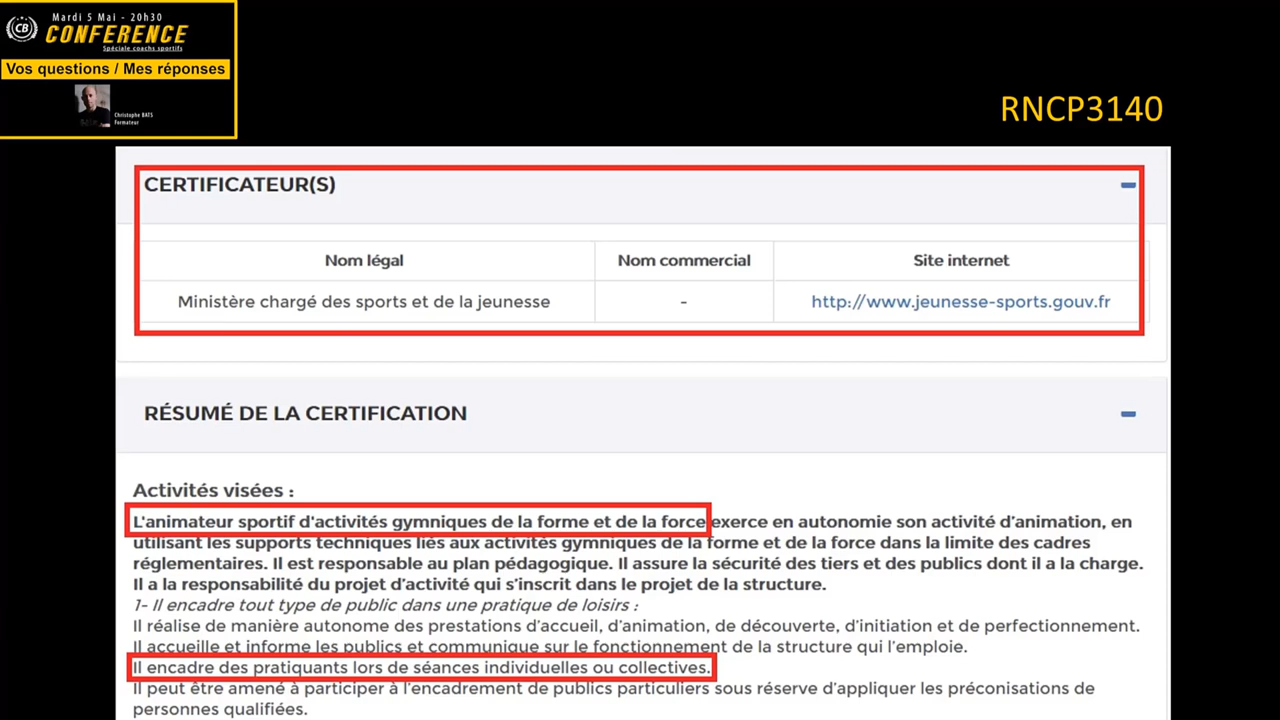 Mardi 5 Mai - 20h30
CB
CONFERENCE
Spéciale coachs sportifs
Vos questions / Mes réponses
Christophe BATS
Formateur
RNCP3140
CERTIFICATEUR(S)
Nom légal Nom commercial Site internet
Ministère chargé des sports et de la jeunesse - http://www.jeunesse-sports.gouv.fr
RÉSUMÉ DE LA CERTIFICATION
Activités visées :
L'animateur sportif d'activités gymniques de la forme et de la force exerce en autonomie son activité d'animation, en
utilisant les supports techniques liés aux activités gymniques de la forme et de la force dans la limite des cadres
réglementaires. Il est responsable au plan pédagogique. Il assure la sécurité des tiers et des publics dont il a la charge.
Il a la responsabilité du projet d'activité qui s'inscrit dans le projet de la structure.
1- Il encadre tout type de public dans une pratique de loisirs :
Il réalise de manière autonome des prestations d'accueil, d'animation, de découverte, d'initiation et de perfectionnement.
Il accueille et informe les publics et communique sur le fonctionnement de la structure qui l'emploie.
Il encadre des pratiquants lors de séances individuelles ou collectives.
Il peut être amené à participer à l'encadrement de publics particuliers sous réserve d'appliquer les préconisations de
personnes qualifiées.